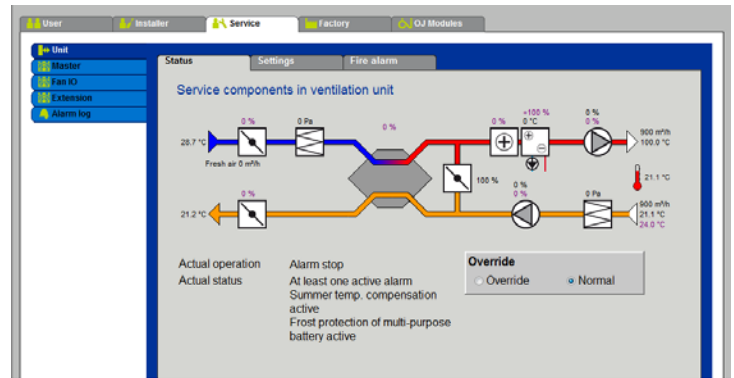 User
Installer
Service
Factory
OJ Modules
Unit
Master
Fan IO
Extension
Alarm log
Status
Settings
Fire alarm
Service components in ventilation unit
0 %
0 Pa
0 %
0 %
+100 %
0 °C
0 %
0 %
28.7 °C
900 m³/h
100.0 °C
Fresh air 0 m³/h
100 %
21.1 °C
0 %
0 %
0 %
0 Pa
21.2 °C
900 m³/h
21.1 °C
24.0 °C
Actual operation Alarm stop
Actual status At least one active alarm
Summer temp. compensation
active
Frost protection of multi-purpose
battery active
Override
Override Normal